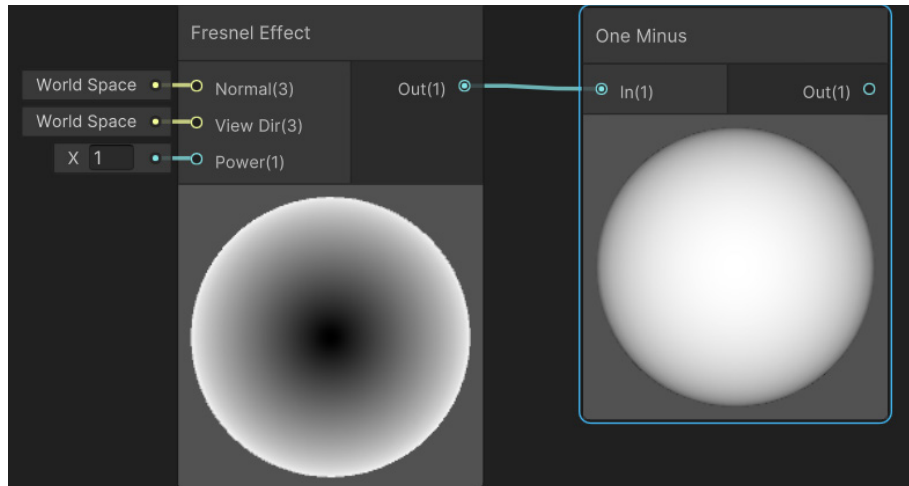 Fresnel Effect
World Space
Normal(3)
Out(1)
World Space
View Dir(3)
X 1
Power(1)
One Minus
In(1)
Out(1)